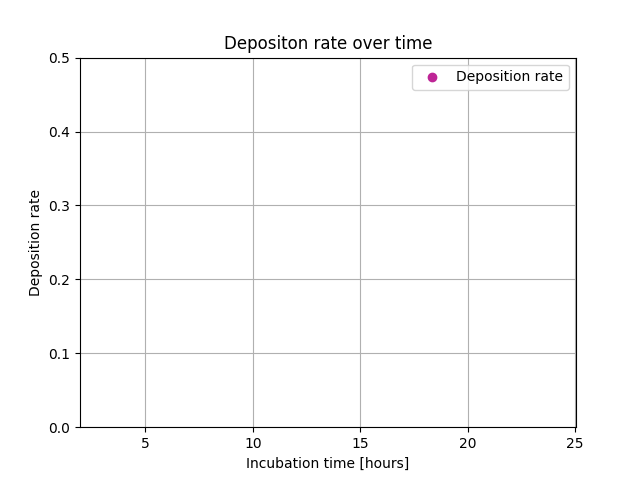 Depositon rate over time
Deposition rate
0.5
0.4
0.3
0.2
0.1
0.0
Deposition rate
5
10
15
20
25
Incubation time [hours]